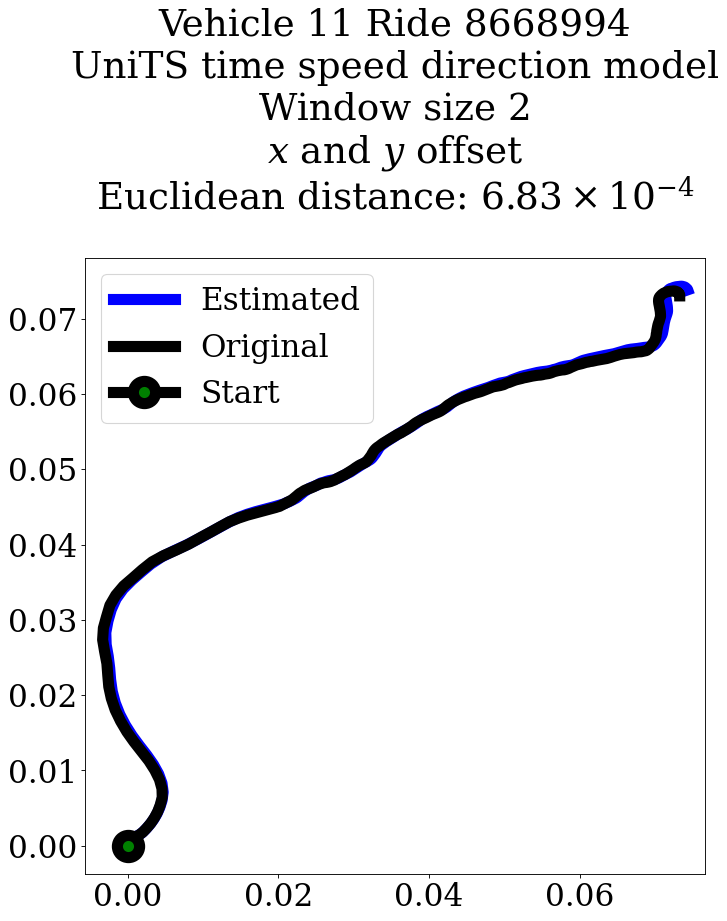 Vehicle 11 Ride 8668994
UniTS time speed direction model
Window size 2
x and y offset
Euclidean distance: 6.83 × 10⁻⁴
Estimated
Original
Start
0.07
0.06
0.05
0.04
0.03
0.02
0.01
0.00
0.00 0.02 0.04 0.06